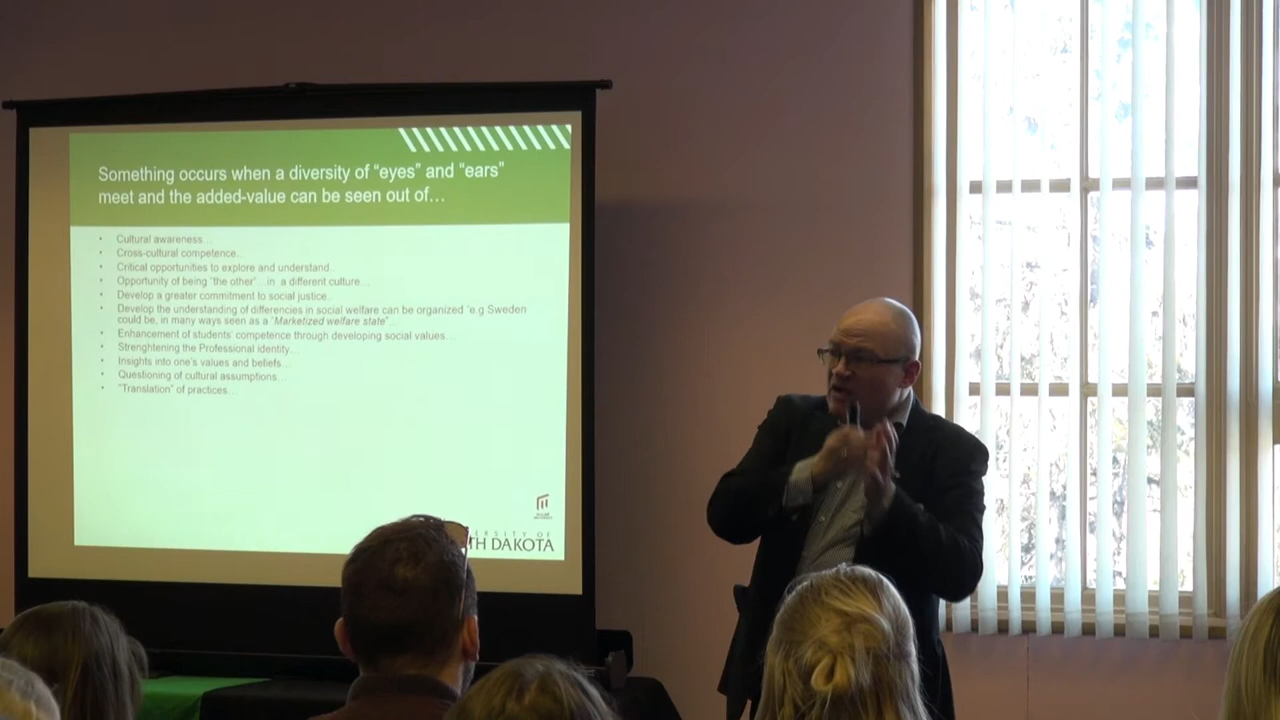 Something occurs when a diversity of “eyes” and “ears”
meet and the added-value can be seen out of…
• Cultural awareness…
• Cross-cultural competence…
• Critical opportunities to explore and understand…
• Opportunity of being “the other”…in a different culture…
• Develop a greater commitment to social justice…
• Develop the understanding of differencies in social welfare can be organized “e.g Sweden
could be, in many ways seen as a “Marketized welfare state”…
• Enhancement of students’ competence through developing social values…
• Strenghtening the Professional identity…
• Insights into one’s values and beliefs…
• Questioning of cultural assumptions…
• “Translation” of practices…
ERSITY OF
TH DAKOTA